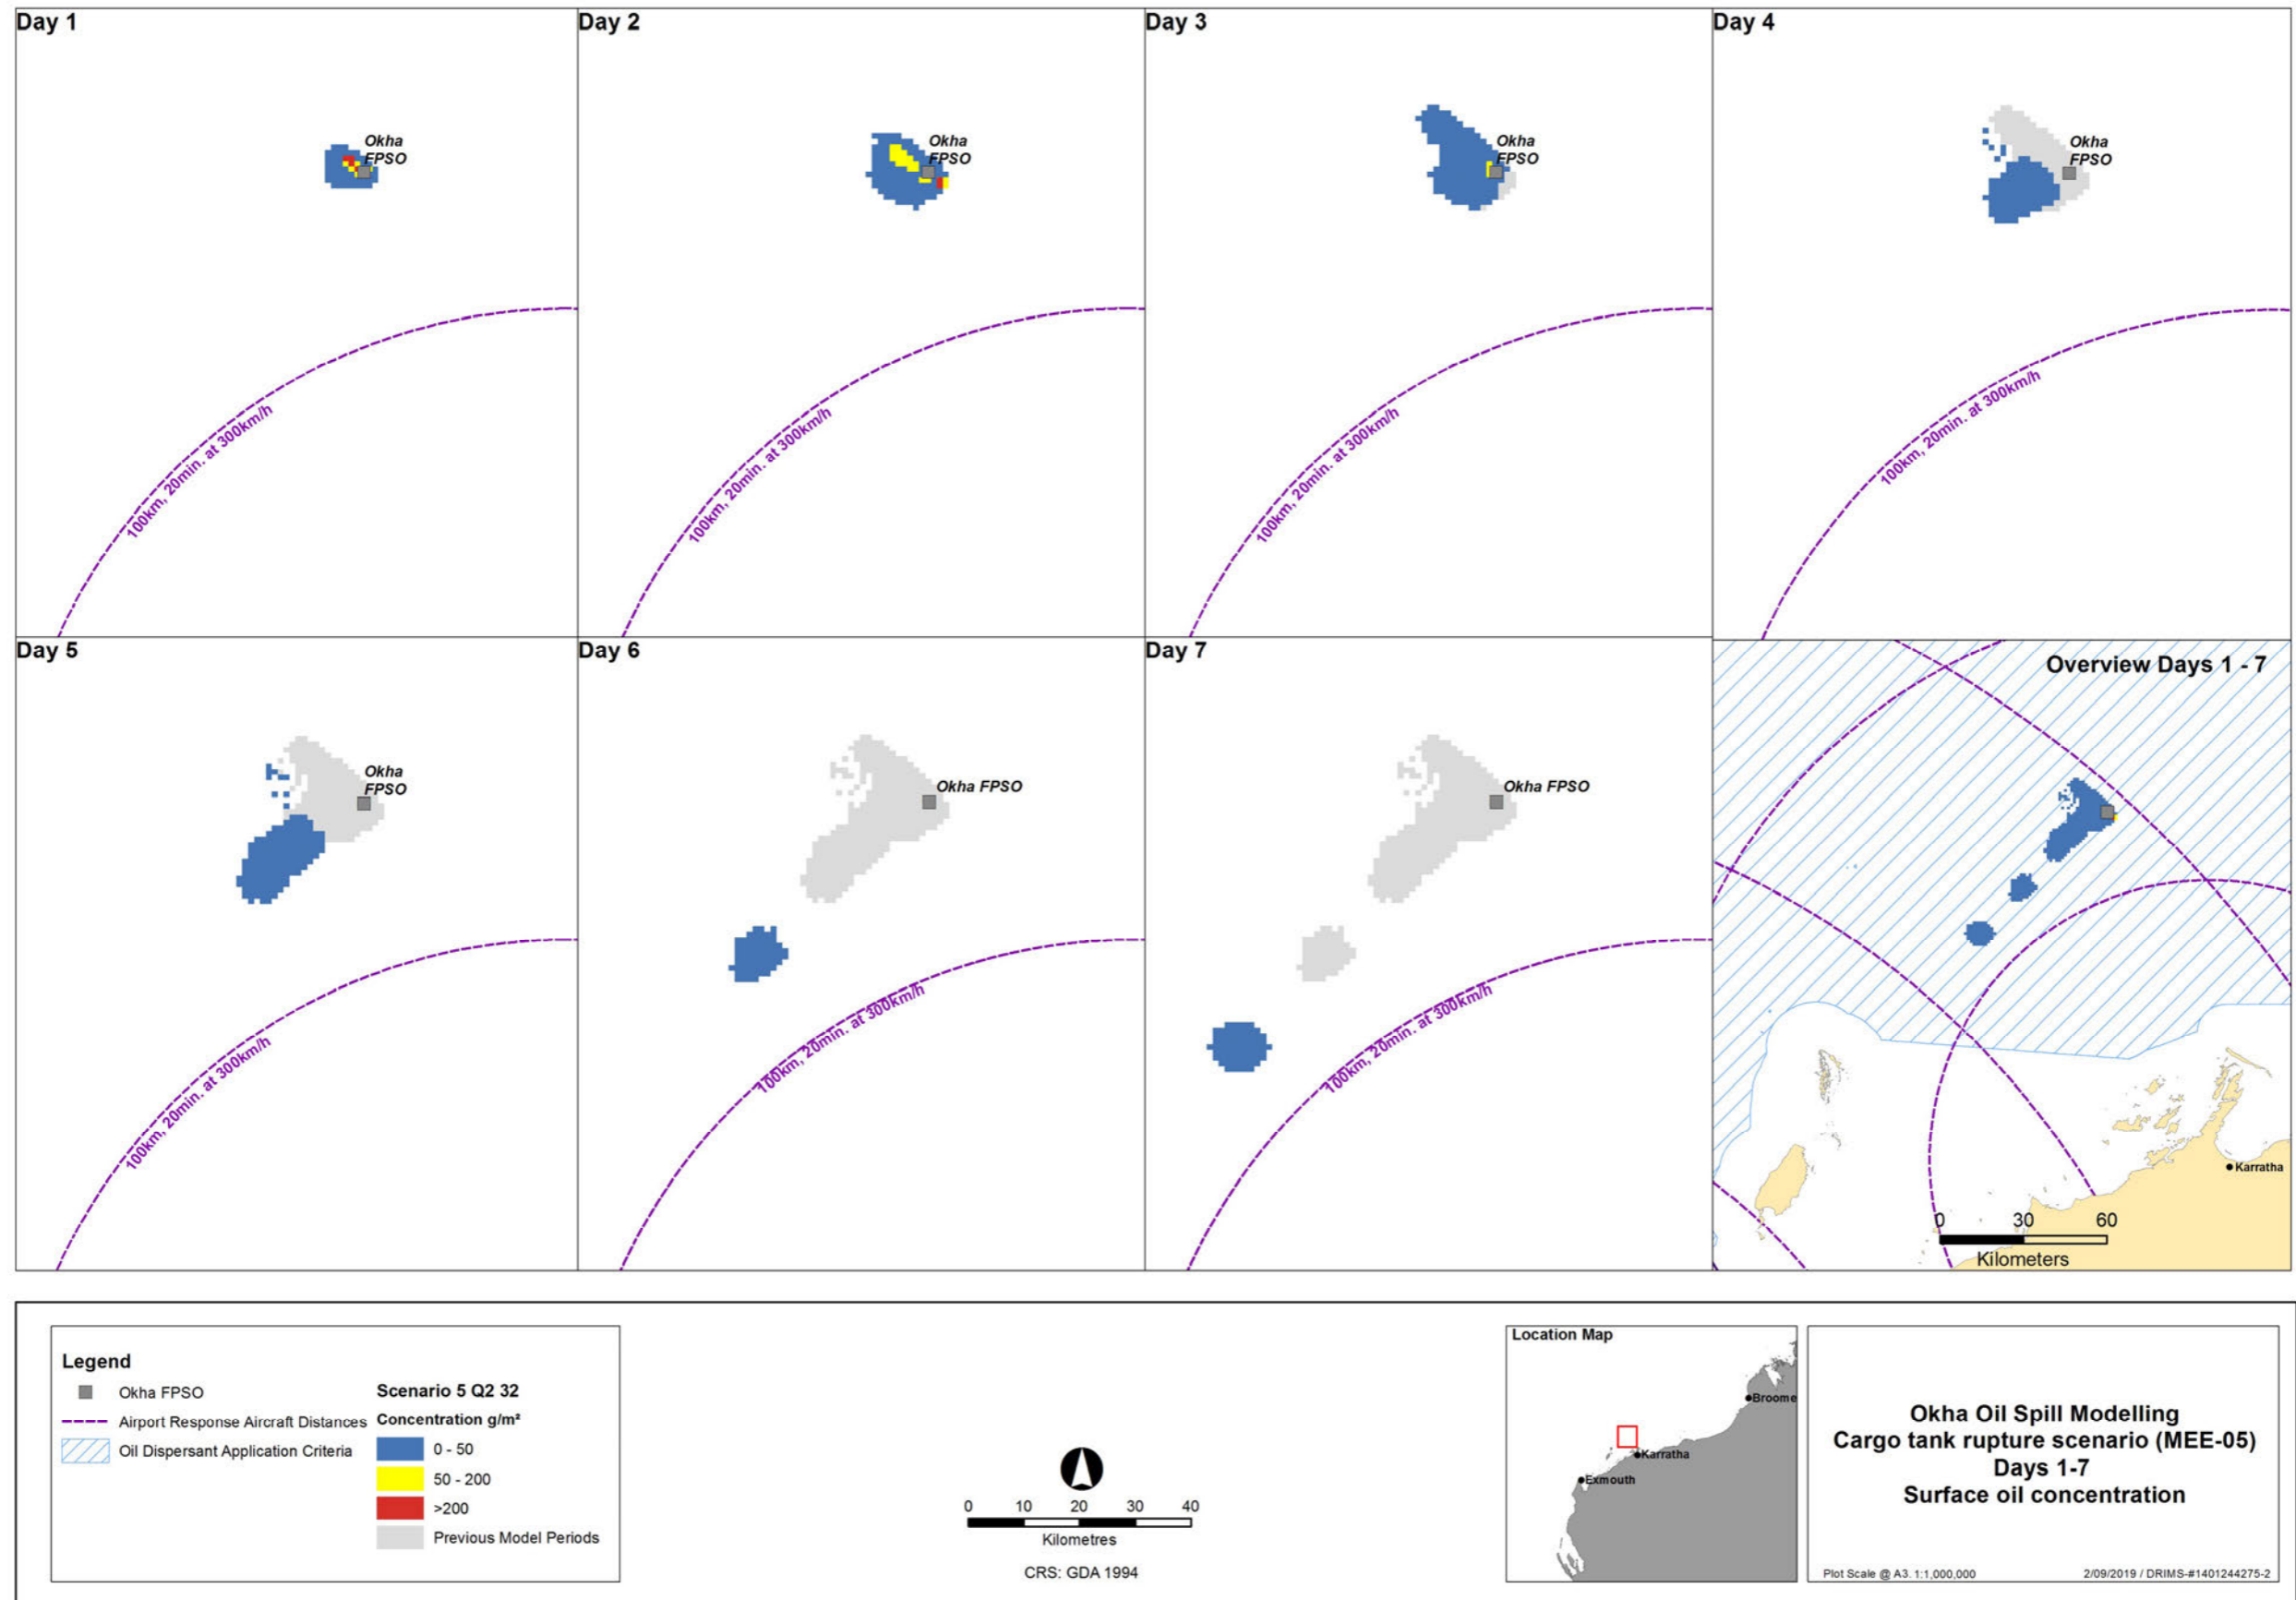 Day 1
Okha
FPSO
100km, 20min. at 300km/h
Day 2
Okha
FPSO
100km, 20min. at 300km/h
Day 3
Okha
FPSO
100km, 20min. at 300km/h
Day 4
Okha
FPSO
100km, 20min. at 300km/h
Day 5
Okha
FPSO
100km, 20min. at 300km/h
Day 6
Okha FPSO
100km, 20min. at 300km/h
Day 7
Okha FPSO
100km, 20min. at 300km/h
Overview Days 1 - 7
Karratha
0 30 60
Kilometers
Legend
Okha FPSO
Airport Response Aircraft Distances
Oil Dispersant Application Criteria
Scenario 5 Q2 32
Concentration g/m²
0 - 50
50 - 200
>200
Previous Model Periods
0 10 20 30 40
Kilometres
CRS: GDA 1994
Location Map
Broome
Karratha
Exmouth
Okha Oil Spill Modelling
Cargo tank rupture scenario (MEE-05)
Days 1-7
Surface oil concentration
Plot Scale @ A3. 1:1,000,000
2/09/2019 / DRIMS-#1401244275-2